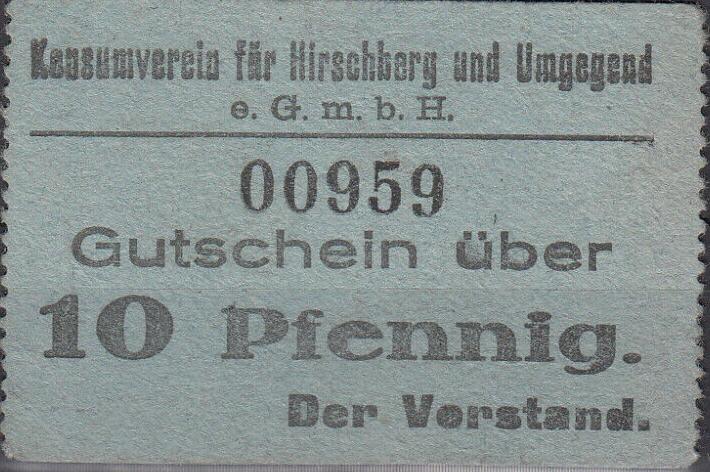 Konsumverein für Hirschberg und Umgegend
e. G. m. b. H.
00959
Gutschein über
10 Pfennig.
Der Vorstand.